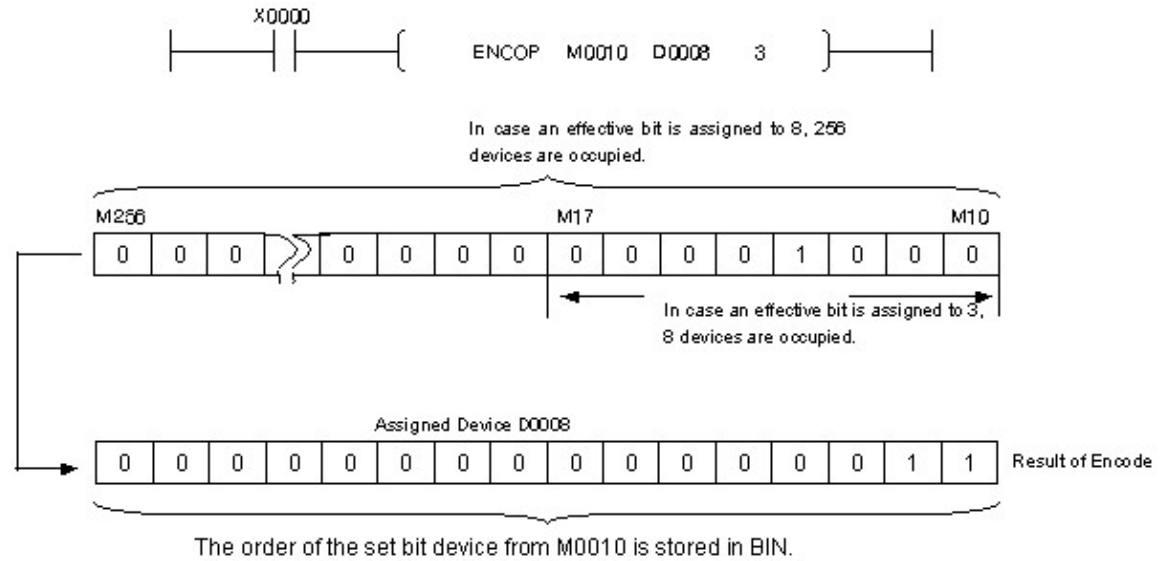 X0000
ENCOP M0010 D0008 3
In case an effective bit is assigned to 8, 256
devices are occupied.
M256 M17 M10
0 0 0 0 0 0 0 0 0 0 0 1 0 0 0
In case an effective bit is assigned to 3,
8 devices are occupied.
Assigned Device D0008
0 0 0 0 0 0 0 0 0 0 0 0 0 0 1 1 Result of Encode
The order of the set bit device from M0010 is stored in BIN.